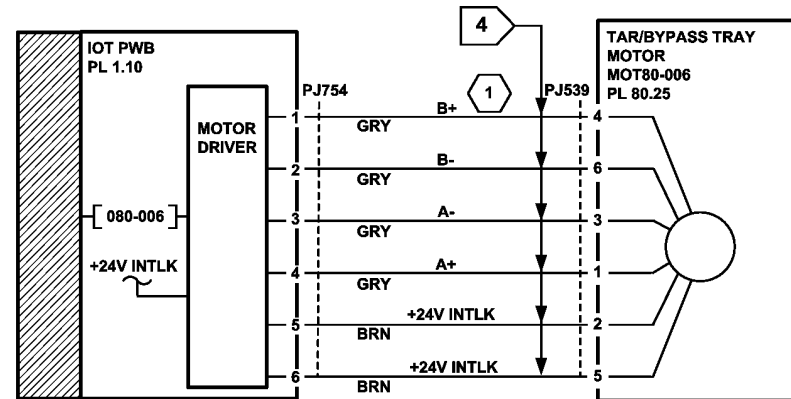 4
IOT PWB
PL 1.10
TAR/BYPASS TRAY
MOTOR
MOT80-006
PL 80.25
PJ754
B+
1
PJ539
1
GRY
4
MOTOR
DRIVER
B-
2
GRY
6
080-006
A-
3
GRY
3
+24V INTLK
A+
4
GRY
1
+24V INTLK
5
BRN
2
+24V INTLK
6
BRN
5